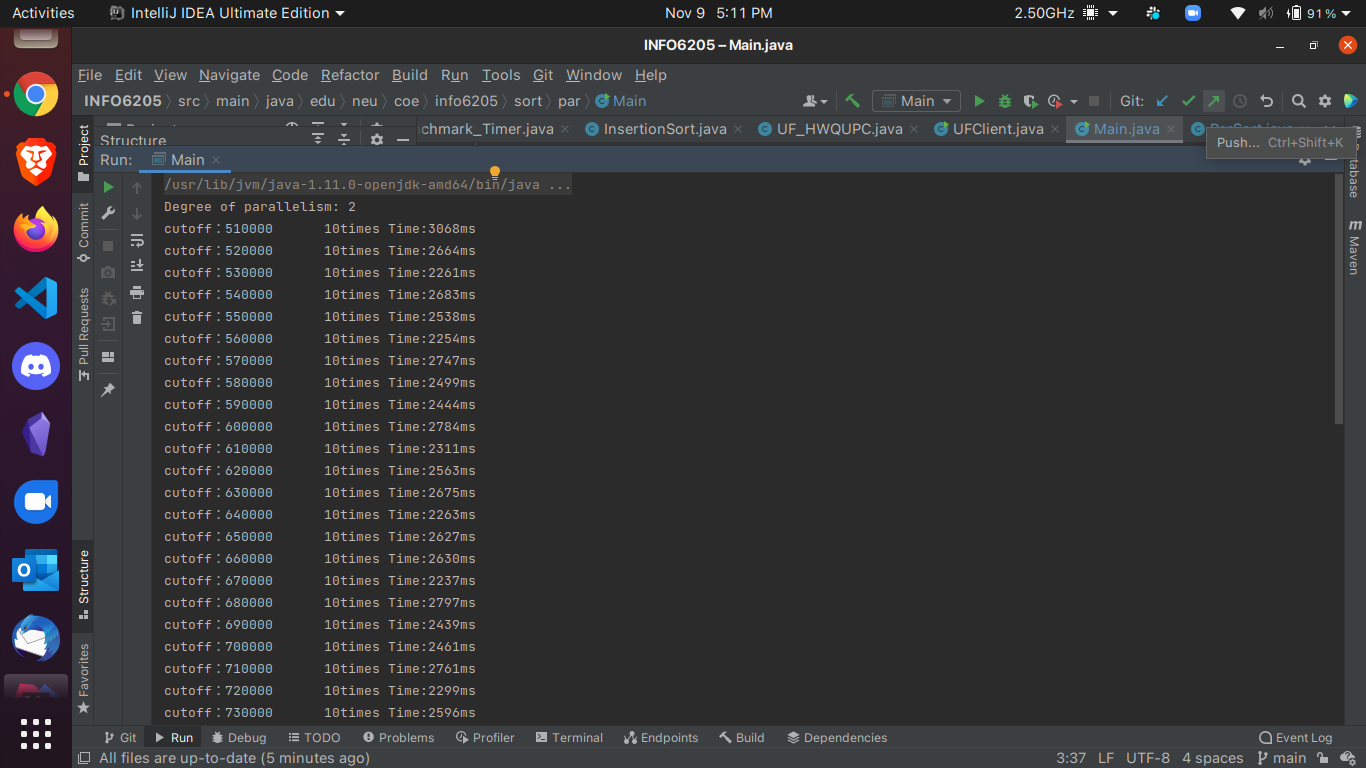 Activities IntelliJ IDEA Ultimate Edition Nov 9 5:11 PM 2.50GHz 91%
INFO6205 – Main.java
File Edit View Navigate Code Refactor Build Run Tools Git Window Help
INFO6205 src main java edu neu coe info6205 sort par Main Main Git:
chmark_Timer.java InsertionSort.java UF_HWQUPC.java UFClient.java Main.java
Structure
Push... Ctrl+Shift+K
Run: Main
/usr/lib/jvm/java-1.11.0-openjdk-amd64/bin/java ...
Degree of parallelism: 2
cutoff：510000 10times Time:3068ms
cutoff：520000 10times Time:2664ms
cutoff：530000 10times Time:2261ms
cutoff：540000 10times Time:2683ms
cutoff：550000 10times Time:2538ms
cutoff：560000 10times Time:2254ms
cutoff：570000 10times Time:2747ms
cutoff：580000 10times Time:2499ms
cutoff：590000 10times Time:2444ms
cutoff：600000 10times Time:2784ms
cutoff：610000 10times Time:2311ms
cutoff：620000 10times Time:2563ms
cutoff：630000 10times Time:2675ms
cutoff：640000 10times Time:2263ms
cutoff：650000 10times Time:2627ms
cutoff：660000 10times Time:2630ms
cutoff：670000 10times Time:2237ms
cutoff：680000 10times Time:2797ms
cutoff：690000 10times Time:2439ms
cutoff：700000 10times Time:2461ms
cutoff：710000 10times Time:2761ms
cutoff：720000 10times Time:2299ms
cutoff：730000 10times Time:2596ms
Project
Commit
Pull Requests
Structure
Favorites
Database
Maven
Git Run Debug TODO Problems Profiler Terminal Endpoints Build Dependencies Event Log
All files are up-to-date (5 minutes ago) 3:37 LF UTF-8 4 spaces main